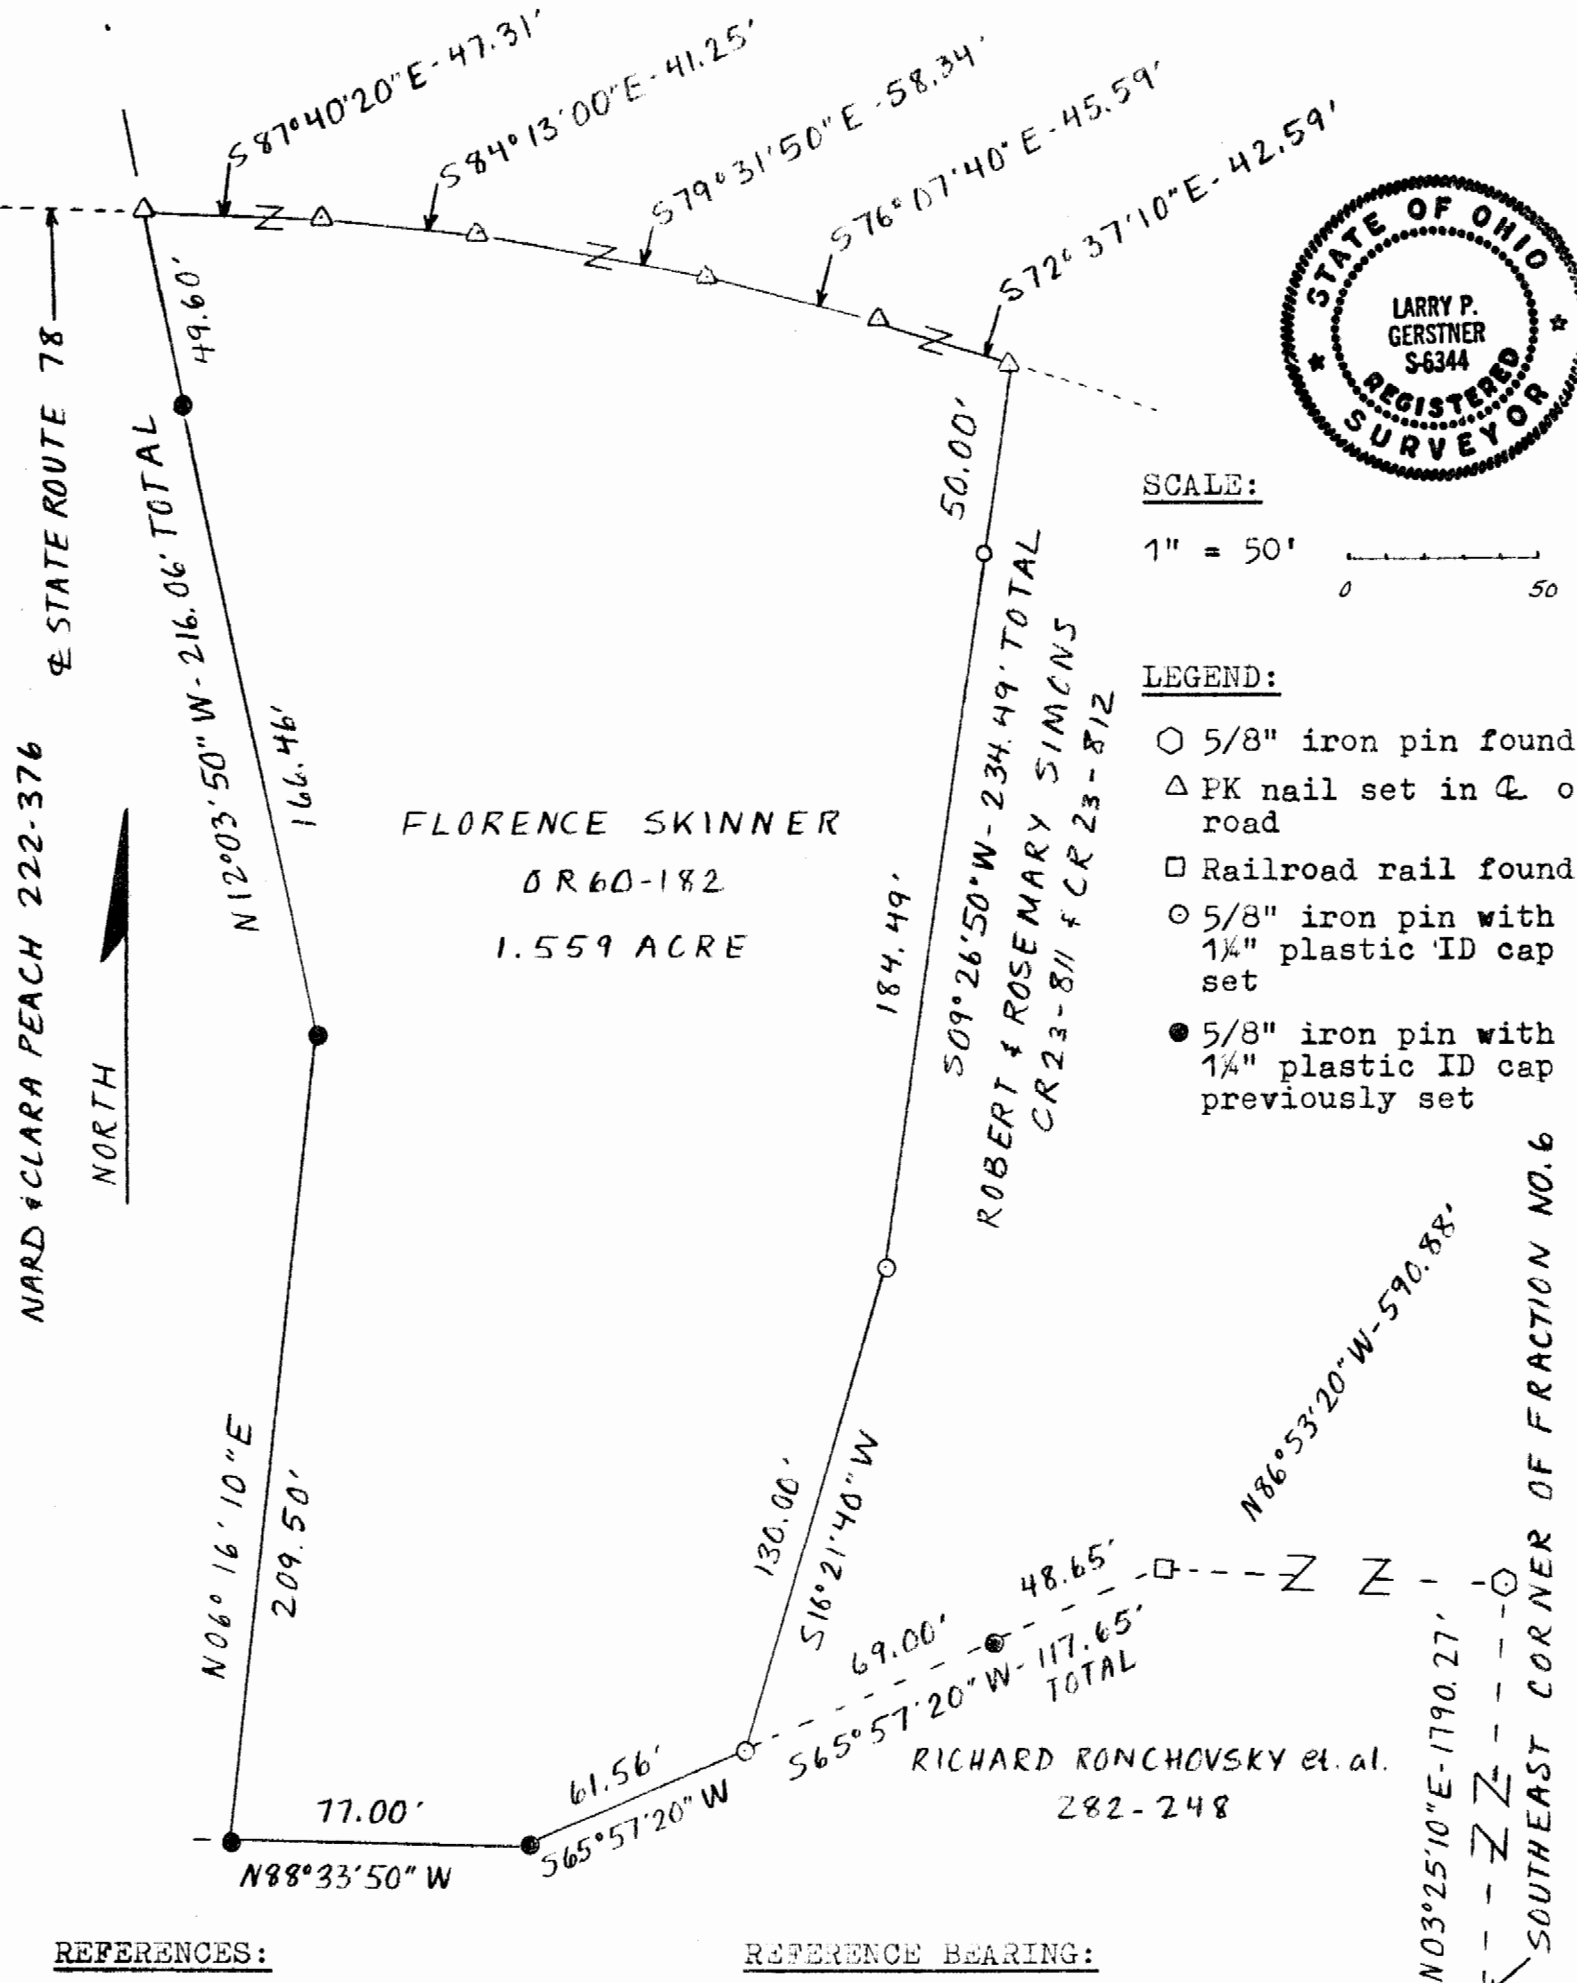 S 87°40'20"E - 47.31'
S 84°13'00"E - 41.25'
S 79°31'50"E - 58.34'
S 76°07'40"E - 45.59'
S 72°37'10"E - 42.59'
STATE OF OHIO
LARRY P.
GERSTNER
S-6344
REGISTERED
SURVEYOR
℄ STATE ROUTE 78
49.60'
N12°03'50"W - 216.06' TOTAL
166.46'
50.00'
184.49'
S09°26'50"W - 234.49' TOTAL
ROBERT & ROSEMARY SIMONS
CR23-811 & CR23-812
SCALE:
1" = 50'
0 50
LEGEND:
5/8" iron pin found
PK nail set in ℄ o
road
Railroad rail found
5/8" iron pin with
1¼" plastic ID cap
set
5/8" iron pin with
1¼" plastic ID cap
previously set
NARD & CLARA PEACH 222-376
NORTH
FLORENCE SKINNER
OR60-182
1.559 ACRE
N06°16'10"E
209.50'
130.00'
S16°21'40"W
N86°53'20"W - 590.88'
48.65'
69.00'
S65°57'20"W - 117.65'
TOTAL
RICHARD RONCHOVSKY et. al.
282-248
61.56'
S65°57'20"W
77.00'
N88°33'50"W
N03°25'10"E - 1790.27'
SOUTHEAST CORNER OF FRACTION NO. 6
REFERENCES:
REFERENCE BEARING: